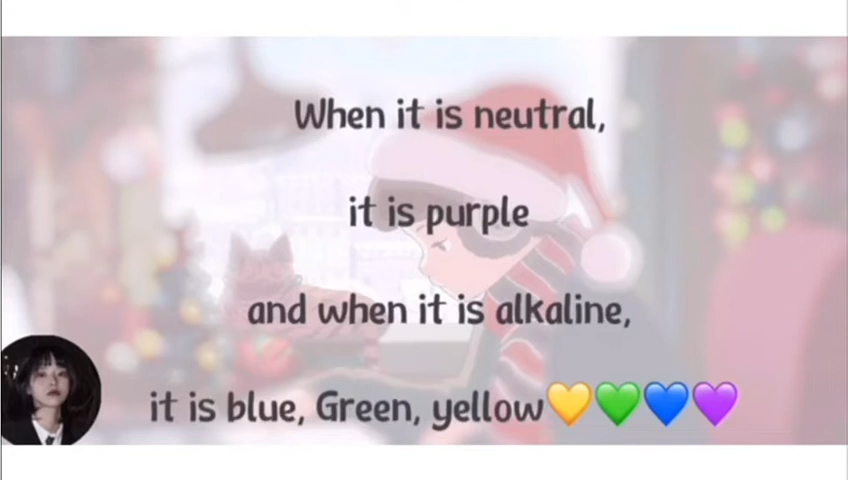 When it is neutral,
it is purple
and when it is alkaline,
it is blue, Green, yellow💛💚💙💜